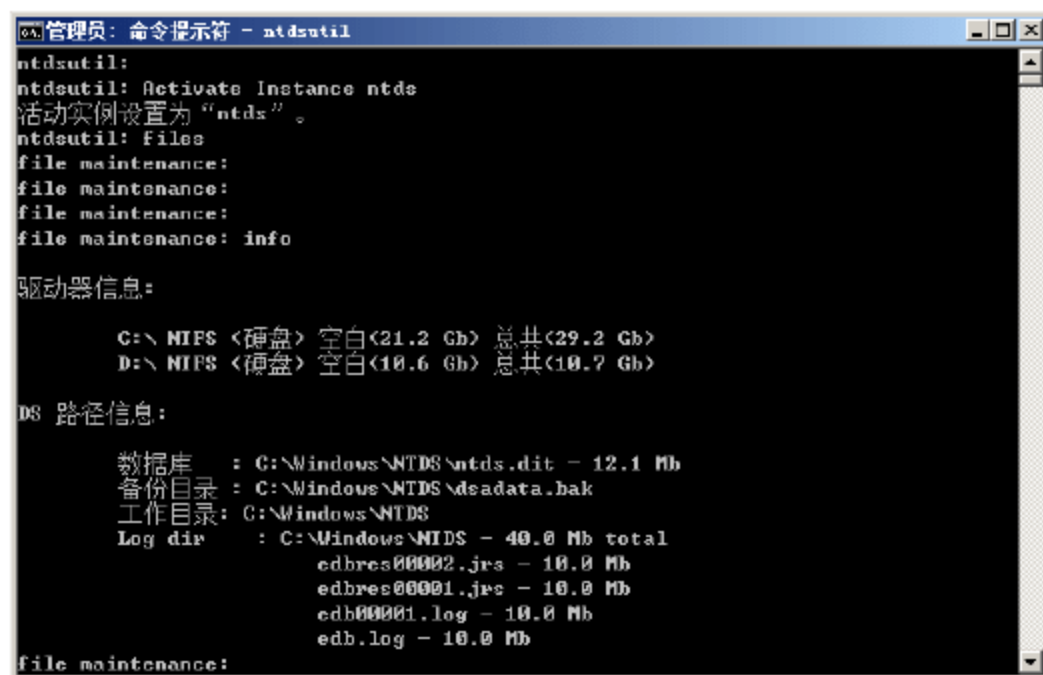 管理员: 命令提示符 - ntdsutil
ntdsutil:
ntdsutil: Activate Instance ntds
活动实例设置为“ntds”。
ntdsutil: files
file maintenance:
file maintenance:
file maintenance:
file maintenance: info
驱动器信息:
C:\ NTFS <硬盘> 空白<21.2 Gb> 总共<29.2 Gb>
D:\ NTFS <硬盘> 空白<10.6 Gb> 总共<10.7 Gb>
DS 路径信息:
数据库 : C:\Windows\NTDS\ntds.dit - 12.1 Mb
备份目录 : C:\Windows\NTDS\dsadata.bak
工作目录: C:\Windows\NTDS
Log dir : C:\Windows\NTDS - 40.0 Mb total
edbres00002.jrs - 10.0 Mb
edbres00001.jrs - 10.0 Mb
edb00001.log - 10.0 Mb
edb.log - 10.0 Mb
file maintenance: